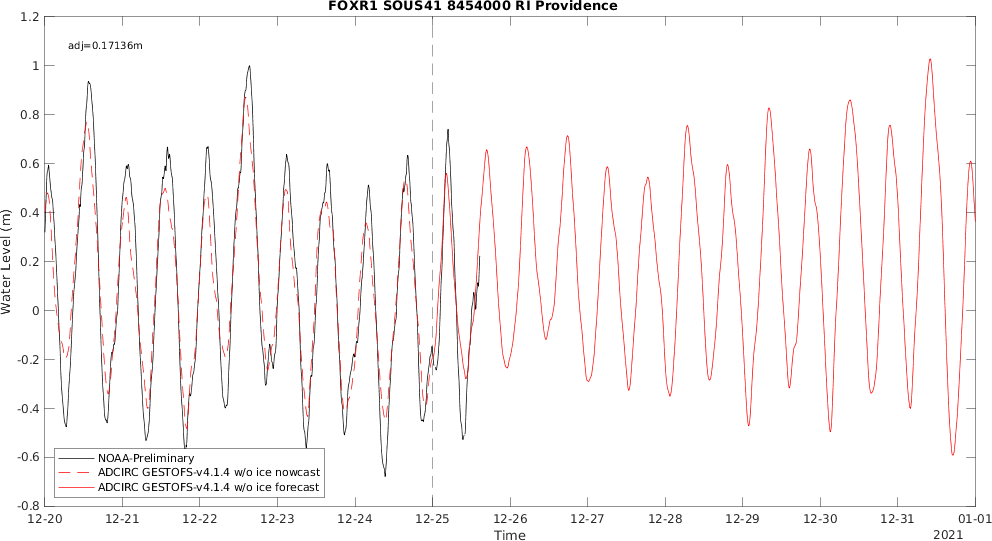 FOXR1 SOUS41 8454000 RI Providence
adj=0.17136m
Water Level (m)
1.2
1
0.8
0.6
0.4
0.2
0
-0.2
-0.4
-0.6
-0.8
NOAA-Preliminary
ADCIRC GESTOFS-v4.1.4 w/o ice nowcast
ADCIRC GESTOFS-v4.1.4 w/o ice forecast
12-20 12-21 12-22 12-23 12-24 12-25 12-26 12-27 12-28 12-29 12-30 12-31 01-01
Time
2021